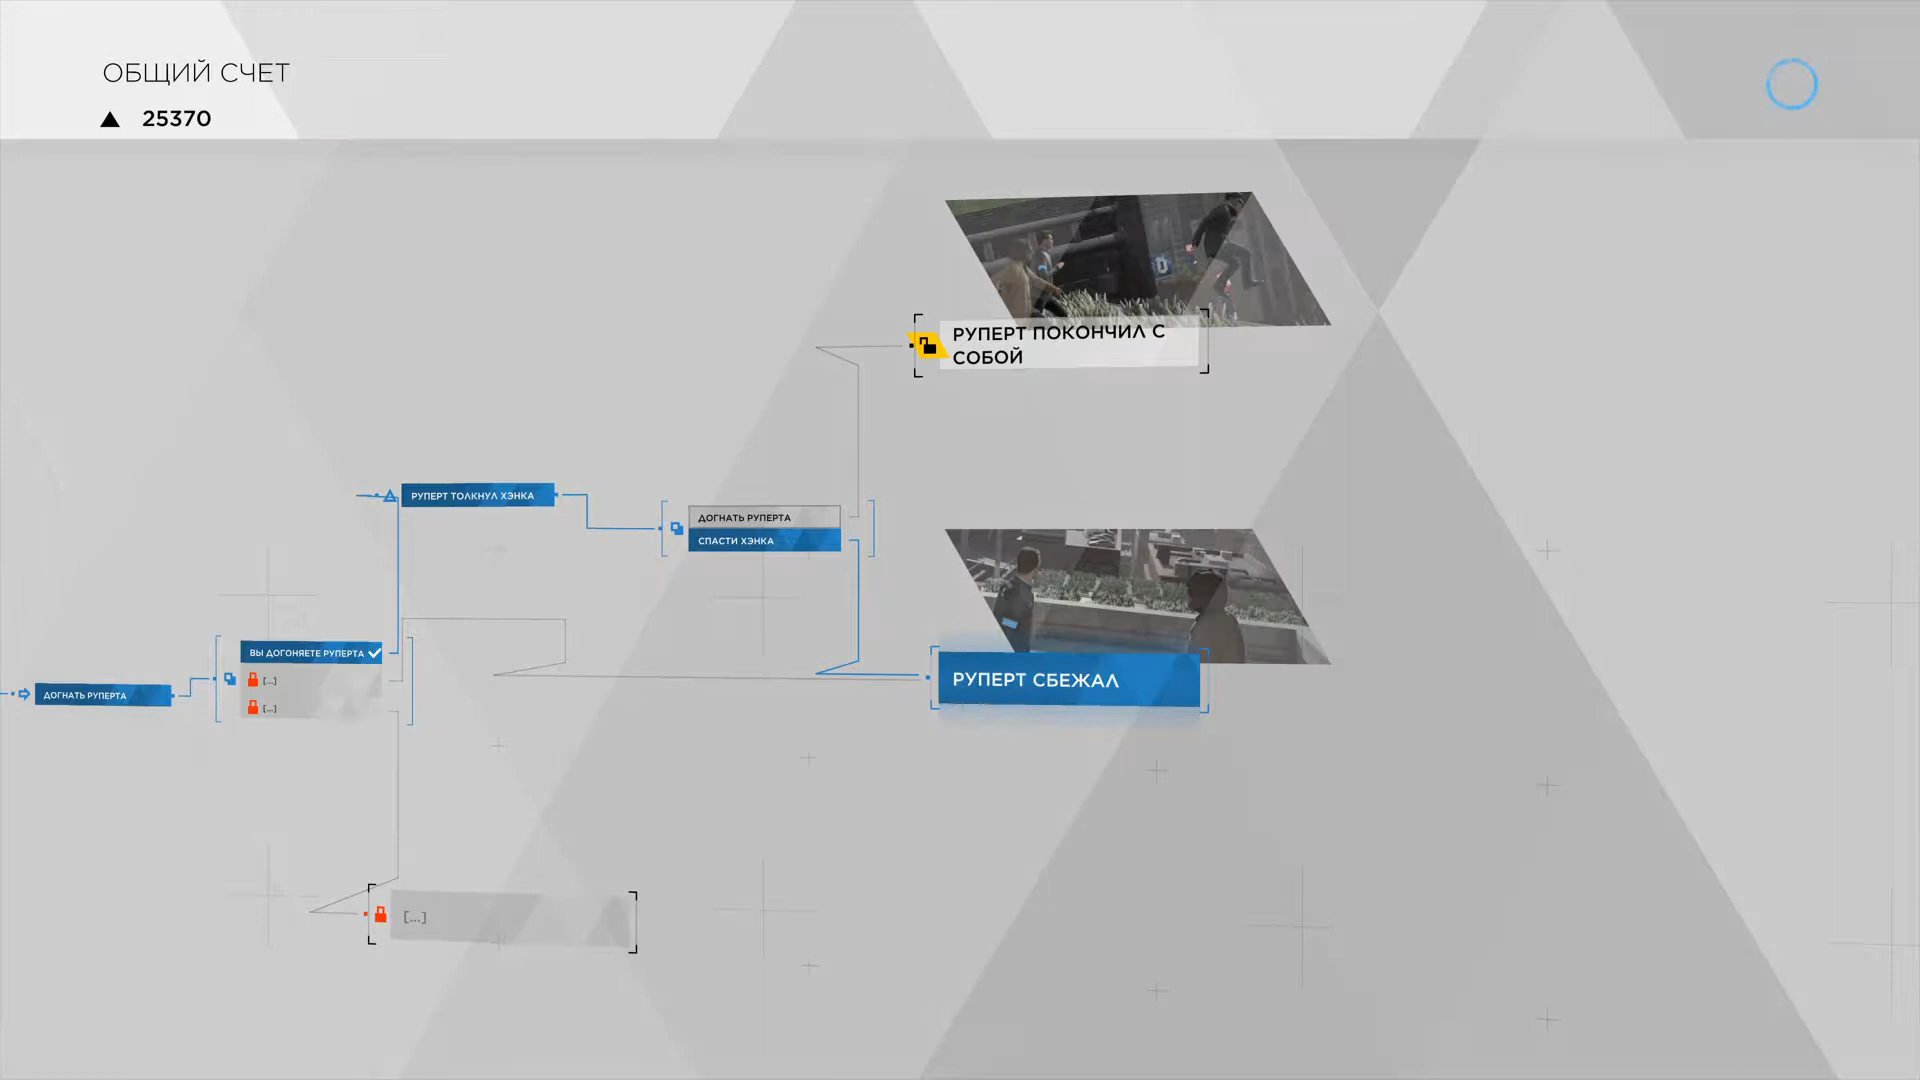 ОБЩИЙ СЧЕТ
25370
РУПЕРТ ПОКОНЧИЛ С
СОБОЙ
РУПЕРТ ТОЛКНУЛ ХЭНКА
ДОГНАТЬ РУПЕРТА
СПАСТИ ХЭНКА
ВЫ ДОГОНЯЕТЕ РУПЕРТА
[...]
[...]
ДОГНАТЬ РУПЕРТА
РУПЕРТ СБЕЖАЛ
[...]